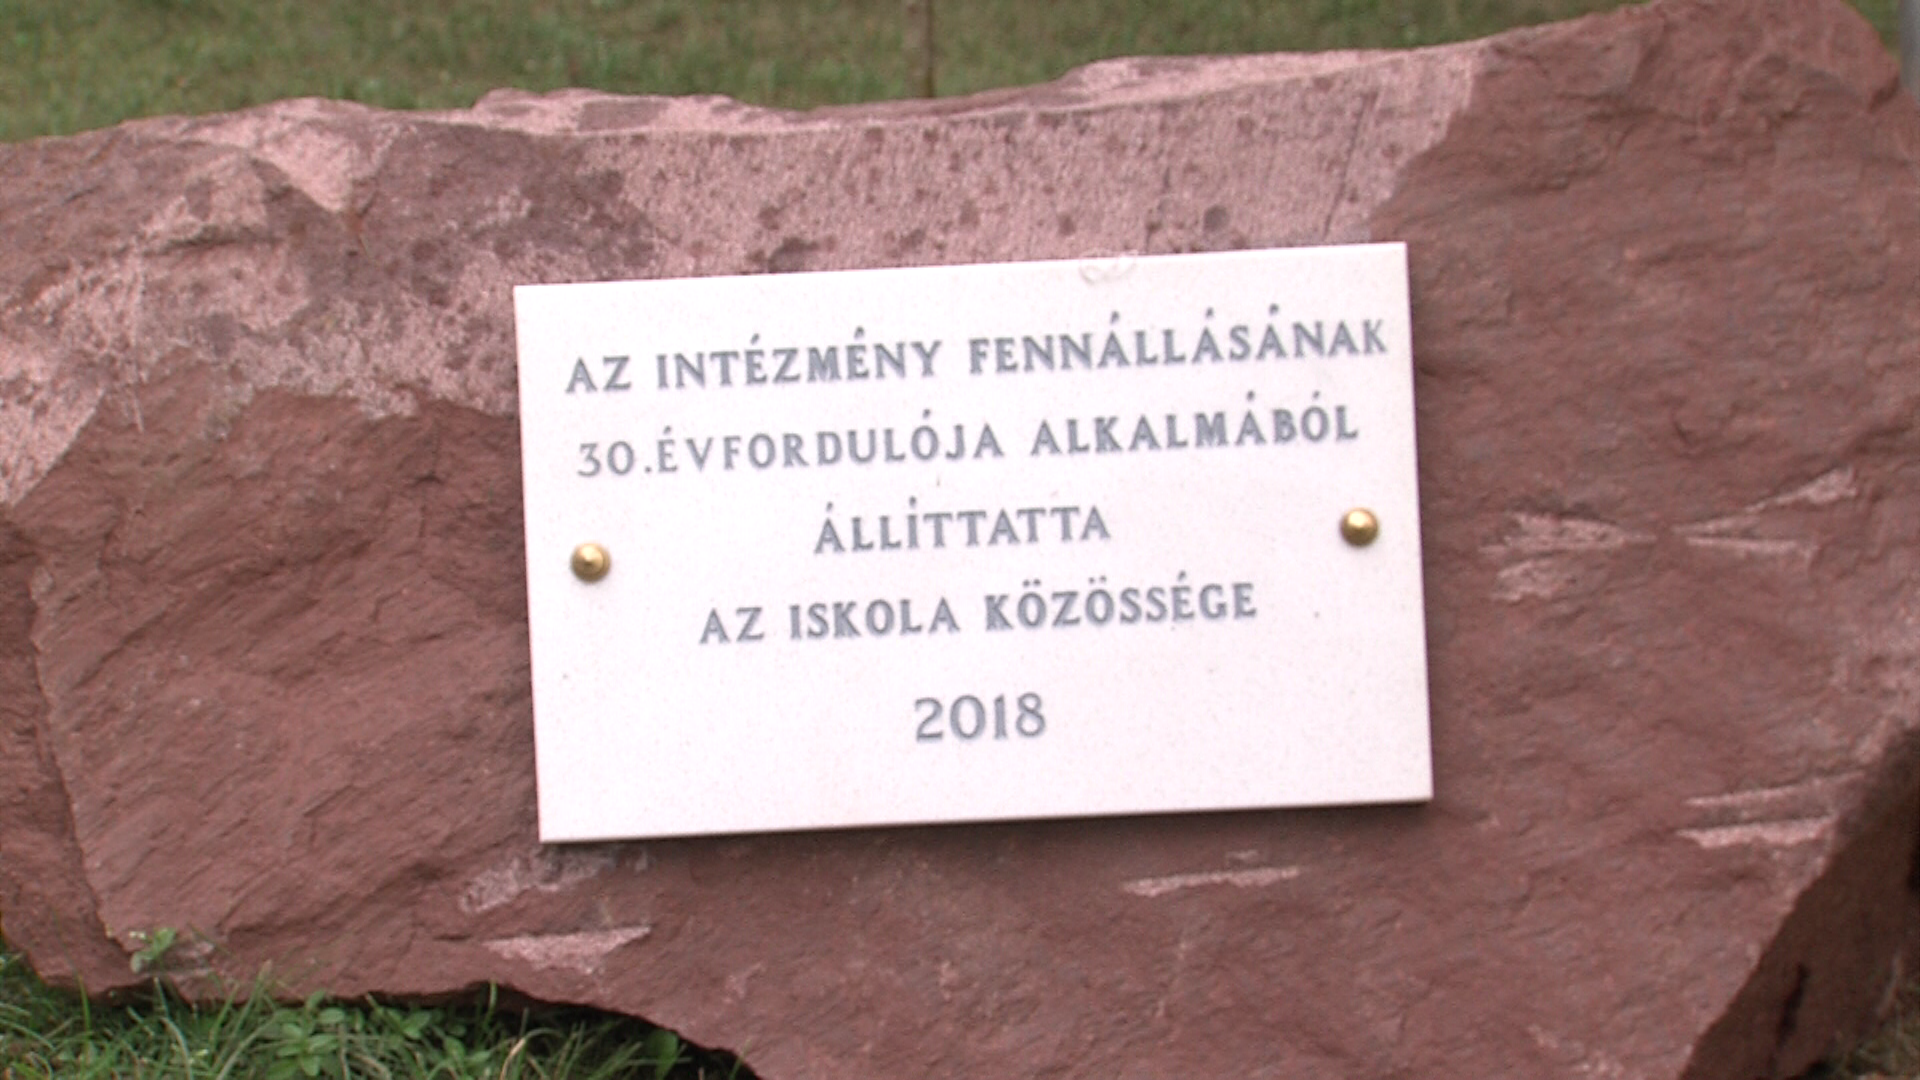 AZ INTÉZMÉNY FENNÁLLÁSÁNAK
30.ÉVFORDULÓJA ALKALMÁBÓL
ÁLLÍTTATTA
AZ ISKOLA KÖZÖSSÉGE
2018